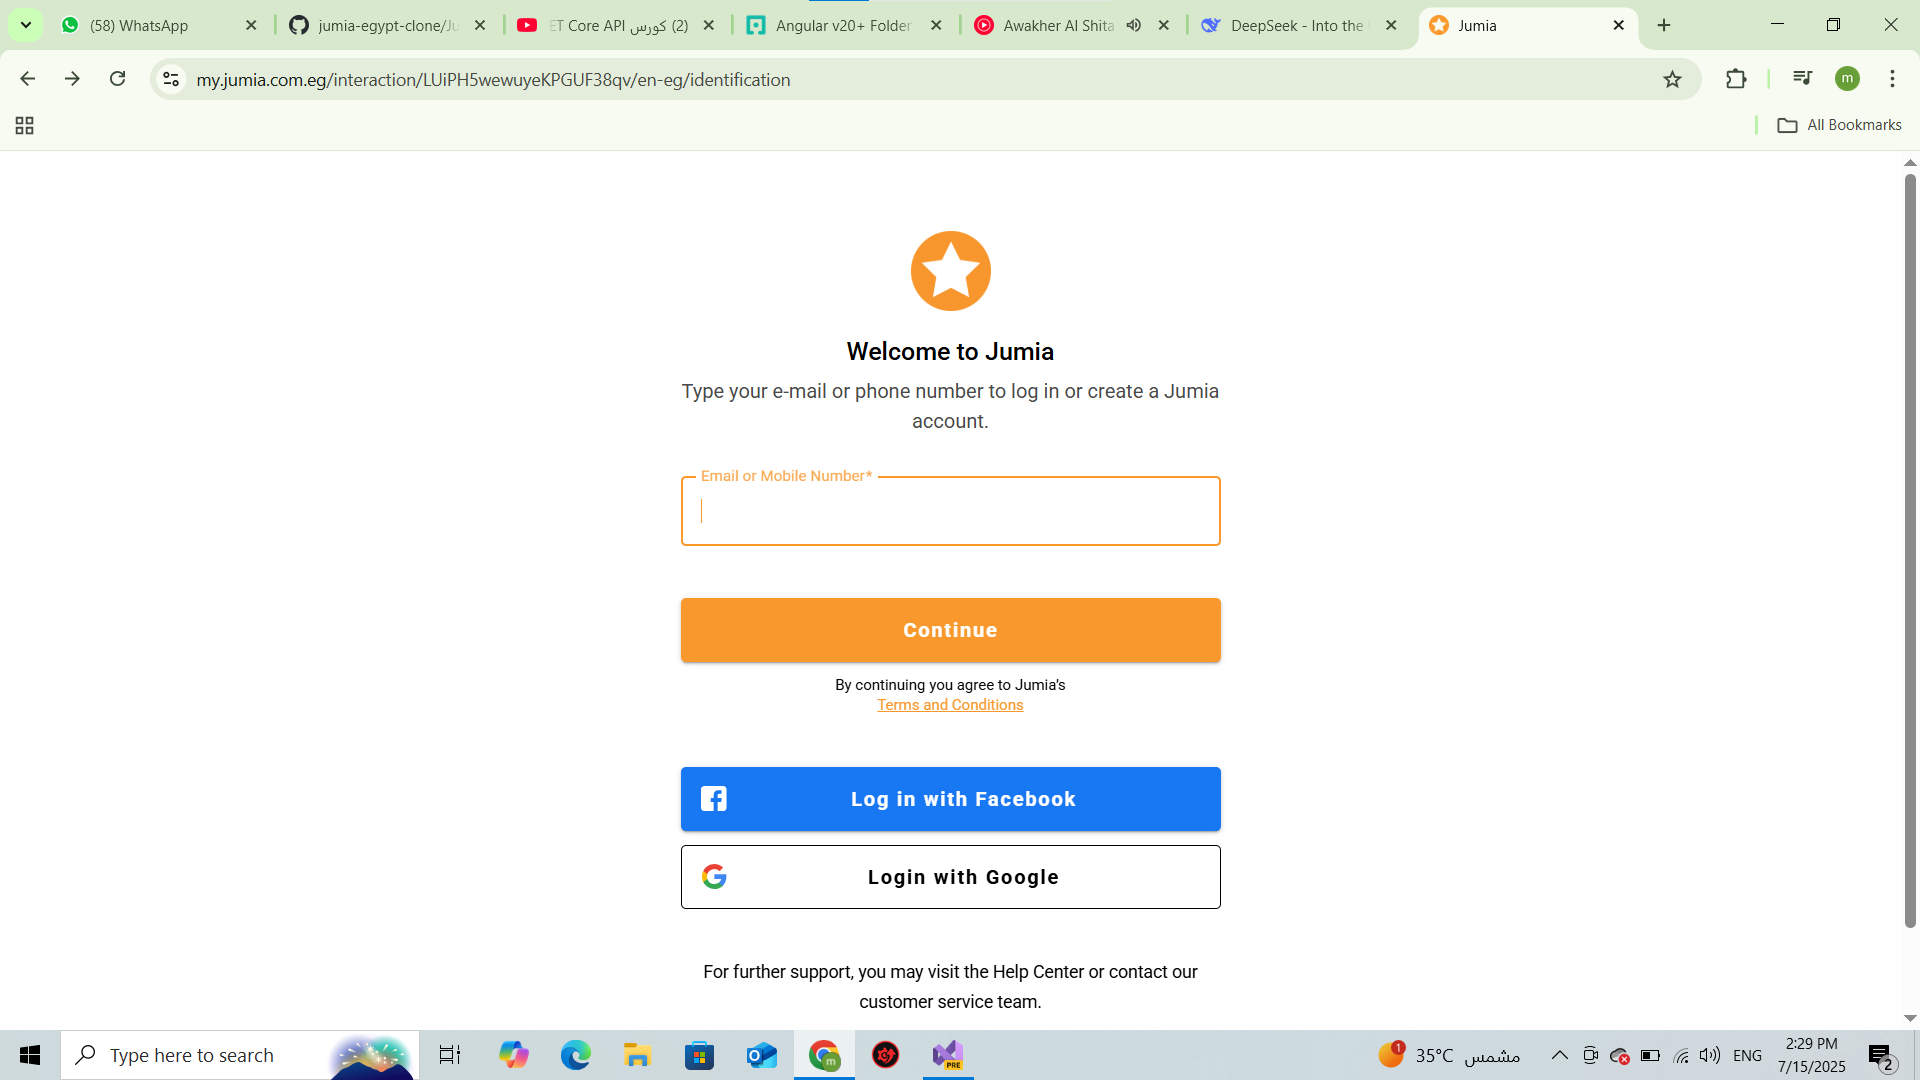 (58) WhatsApp
jumia-egypt-clone/Ju
ET Core API كورس (2)
Angular v20+ Folder
Awakher Al Shita
DeepSeek - Into the
Jumia
my.jumia.com.eg/interaction/LUiPH5wewuyeKPGUF38qv/en-eg/identification
m
All Bookmarks
Welcome to Jumia
Type your e-mail or phone number to log in or create a Jumia
account.
Email or Mobile Number*
Continue
By continuing you agree to Jumia’s
Terms and Conditions
Log in with Facebook
Login with Google
For further support, you may visit the Help Center or contact our
customer service team.
Type here to search
m
PRE
1
35°C مشمس
ENG
2:29 PM
7/15/2025
2